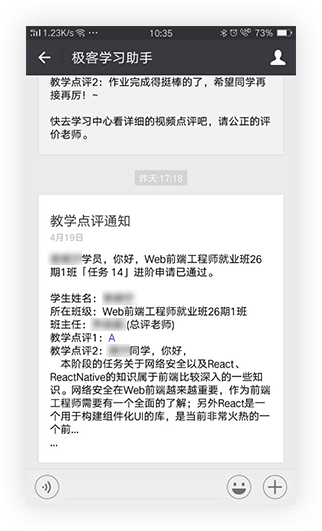 1.23K/s ... 10:35 73%
极客学习助手
教学点评2：作业完成得挺棒的了，希望同学再
接再厉！~
快去学习中心看详细的视频点评吧，请公正的评
价老师。
昨天 17:18
教学点评通知
4月19日
学员，你好，Web前端工程师就业班26
期1班「任务 14」进阶申请已通过。
学生姓名：
所在班级：Web前端工程师就业班26期1班
班主任： (总评老师)
教学点评1：A
教学点评2： 同学，你好，
本阶段的任务关于网络安全以及React、
ReactNative的知识属于前端比较深入的一些知
识。网络安全在Web前端越来越重要，作为前端
工程师需要有一个全面的了解；另外React是一
个用于构建组件化UI的库，是当前非常火热的一
个前...
...